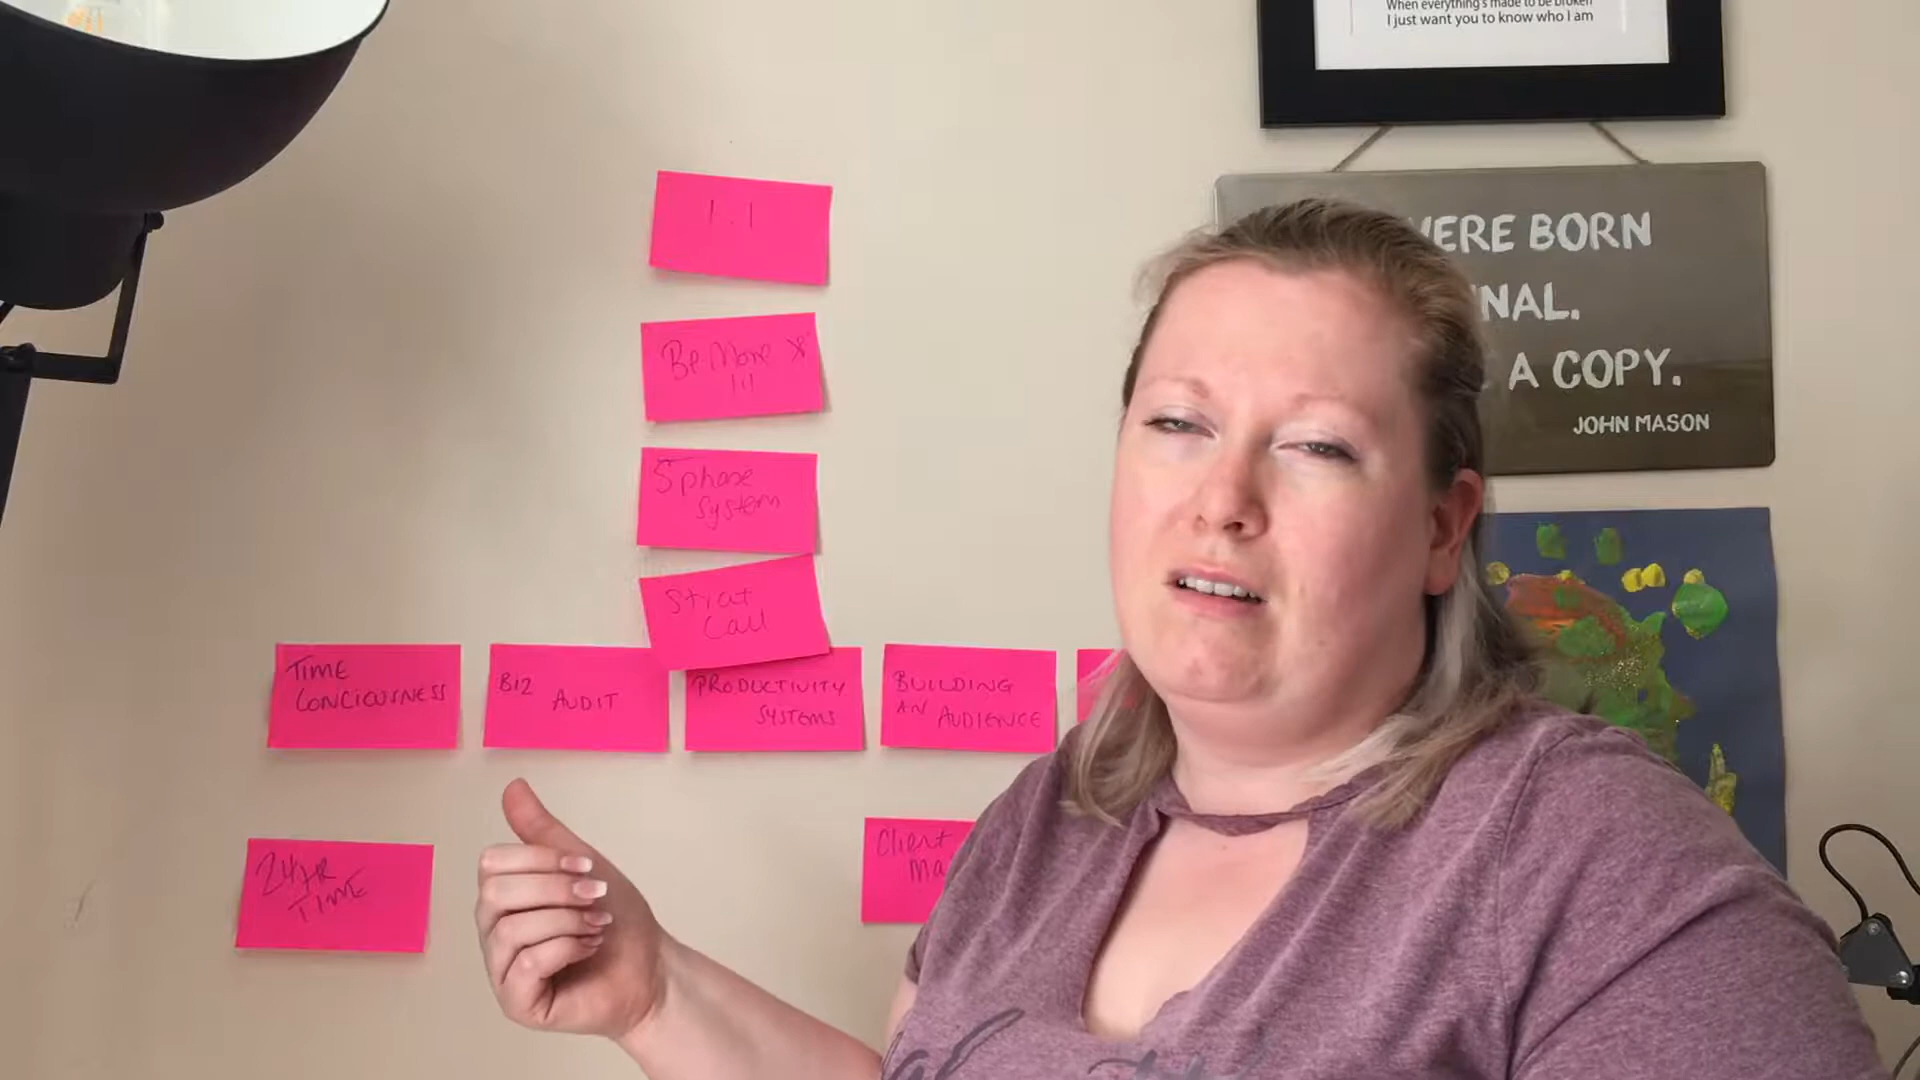 When everything's made to be broken
I just want you to know who I am
1.1
VERE BORN
NAL.
A COPY.
JOHN MASON
Be More
!!!
5 phase
System
Strat
Call
TIME
CONCIOUSNESS
BIZ
AUDIT
PRODUCTIVITY
SYSTEMS
BUILDING
AN AUDIENCE
24HR
TIME
Client
Ma